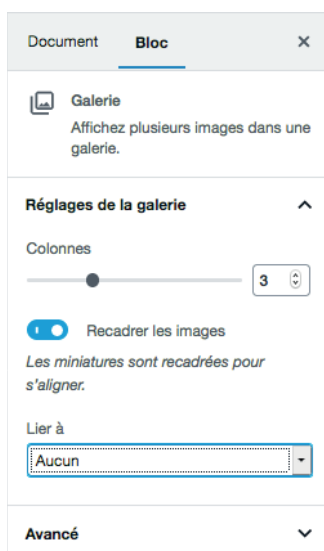 Document Bloc ×
Galerie
Affichez plusieurs images dans une
galerie.
Réglages de la galerie
Colonnes
3
Recadrer les images
Les miniatures sont recadrées pour
s'aligner.
Lier à
Aucun
Avancé